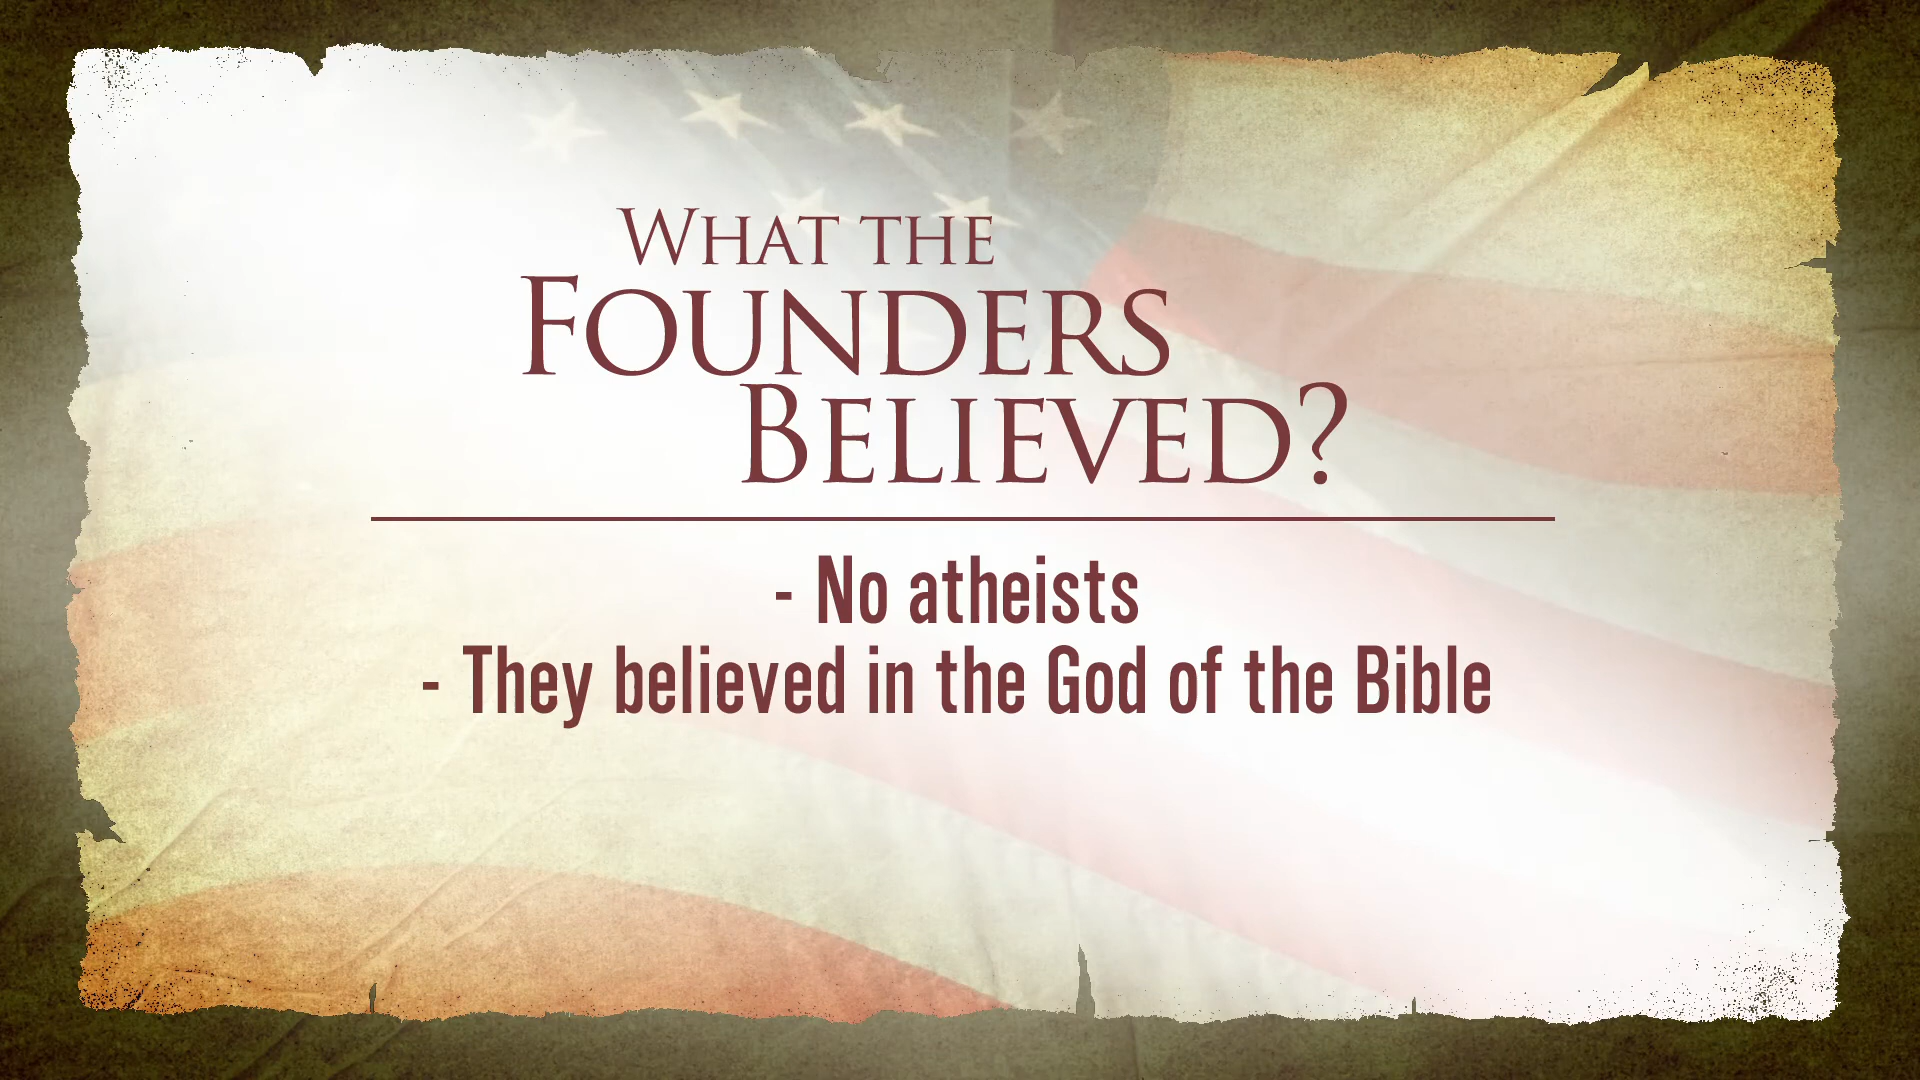 What the
Founders
Believed?
- No atheists
- They believed in the God of the Bible